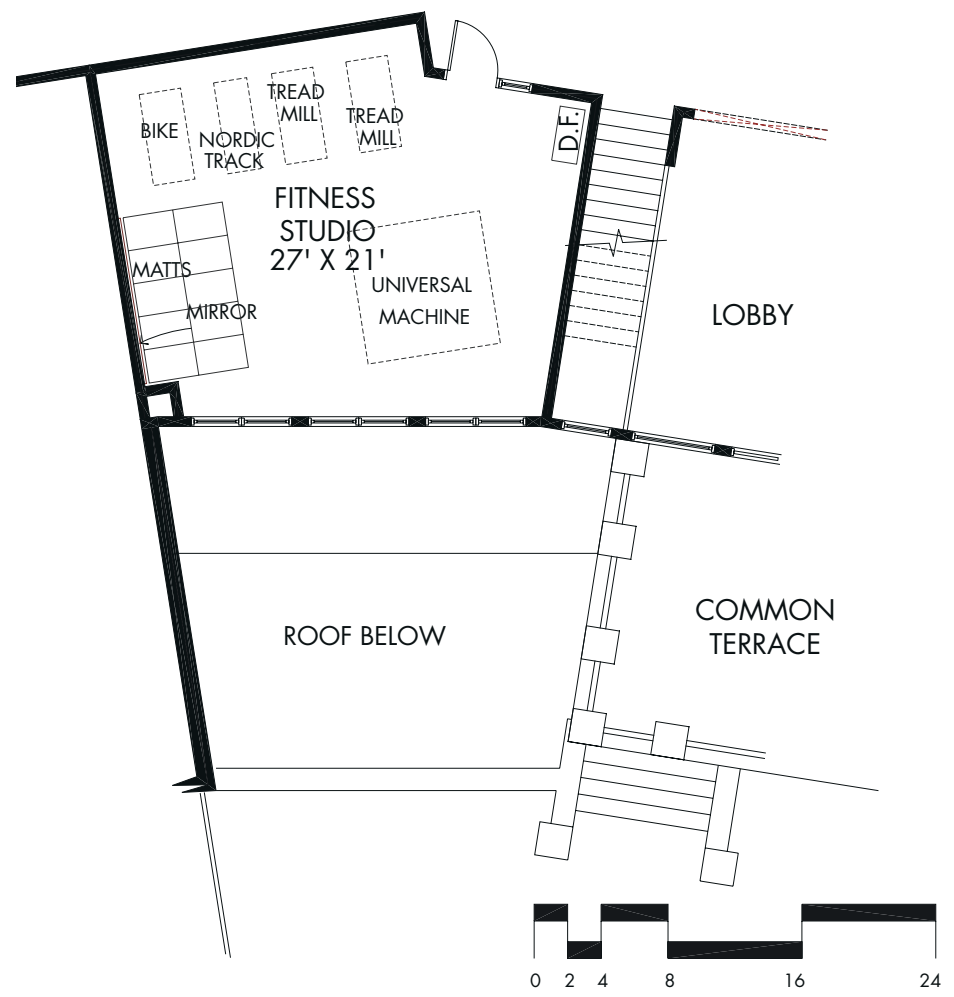 TREAD
MILL
TREAD
MILL
BIKE
NORDIC
TRACK
D.F.
FITNESS
STUDIO
27' X 21'
MATTS
MIRROR
UNIVERSAL
MACHINE
LOBBY
ROOF BELOW
COMMON
TERRACE
0 2 4 8 16 24